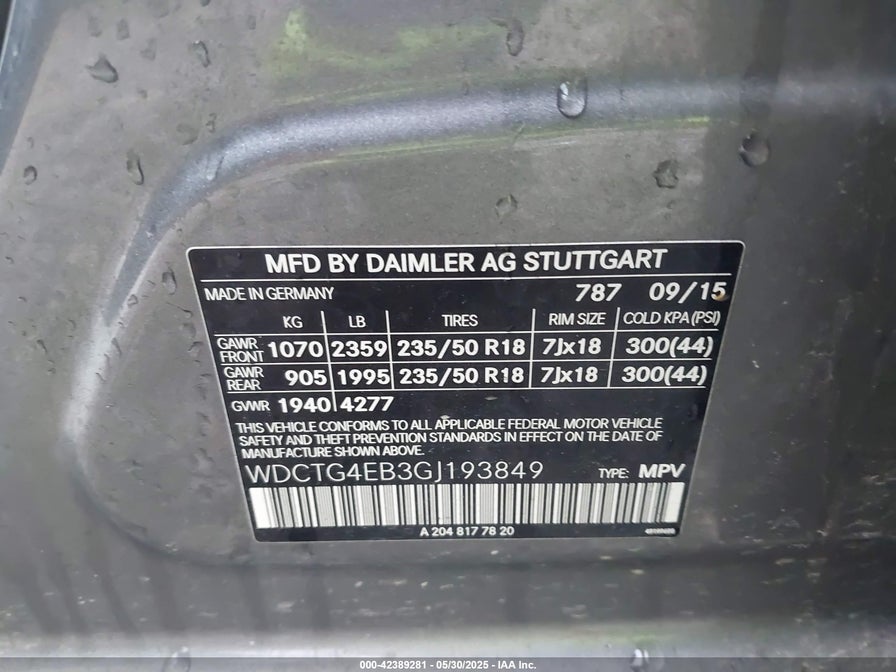 MFD BY DAIMLER AG STUTTGART
MADE IN GERMANY 787 09/15
KG LB TIRES RIM SIZE COLD KPA (PSI)
GAWR FRONT 1070 2359 235/50 R18 7Jx18 300(44)
GAWR REAR 905 1995 235/50 R18 7Jx18 300(44)
GVWR 1940 4277
THIS VEHICLE CONFORMS TO ALL APPLICABLE FEDERAL MOTOR VEHICLE
SAFETY AND THEFT PREVENTION STANDARDS IN EFFECT ON THE DATE OF
MANUFACTURE SHOWN ABOVE.
WDCTG4EB3GJ193849 TYPE: MPV
A 204 817 78 20
000-42389281 - 05/30/2025 - IAA Inc.